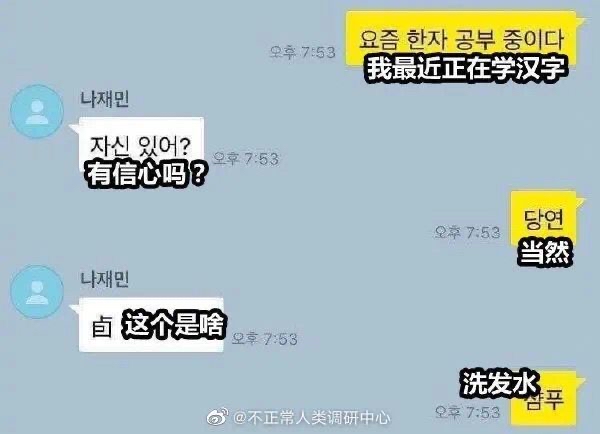 요즘 한자 공부 중이다
오후 7:53
我最近正在学汉字
나재민
자신 있어?
오후 7:53
有信心吗？
당연
오후 7:53
当然
나재민
卣 这个是啥
오후 7:53
洗发水
오후 7:53 샴푸
@不正常人类调研中心